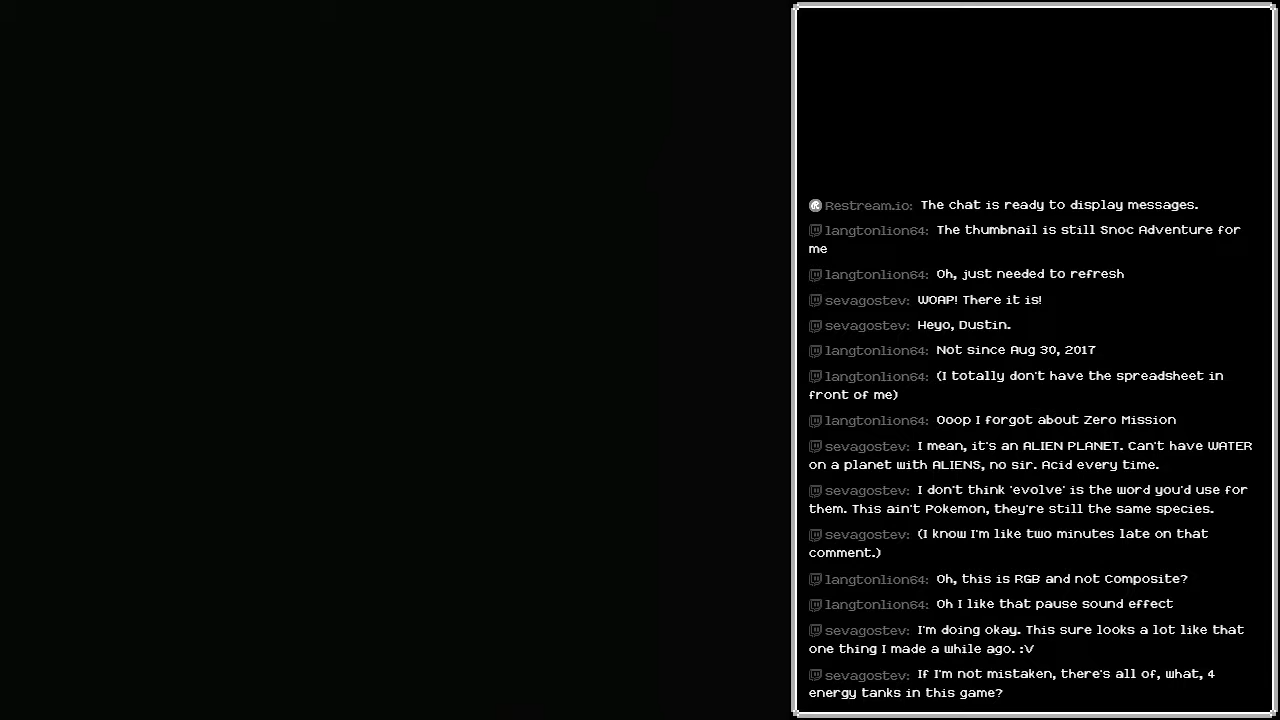 Restream.io: The chat is ready to display messages.
langtonlion64: The thumbnail is still Snoc Adventure for
me
langtonlion64: Oh, just needed to refresh
sevagostev: WOAP! There it is!
sevagostev: Heyo, Dustin.
langtonlion64: Not since Aug 30, 2017
langtonlion64: (I totally don't have the spreadsheet in
front of me)
langtonlion64: Ooop I forgot about Zero Mission
sevagostev: I mean, it's an ALIEN PLANET. Can't have WATER
on a planet with ALIENS, no sir. Acid every time.
sevagostev: I don't think 'evolve' is the word you'd use for
them. This ain't Pokemon, they're still the same species.
sevagostev: (I know I'm like two minutes late on that
comment.)
langtonlion64: Oh, this is RGB and not Composite?
langtonlion64: Oh I like that pause sound effect
sevagostev: I'm doing okay. This sure looks a lot like that
one thing I made a while ago. :V
sevagostev: If I'm not mistaken, there's all of, what, 4
energy tanks in this game?